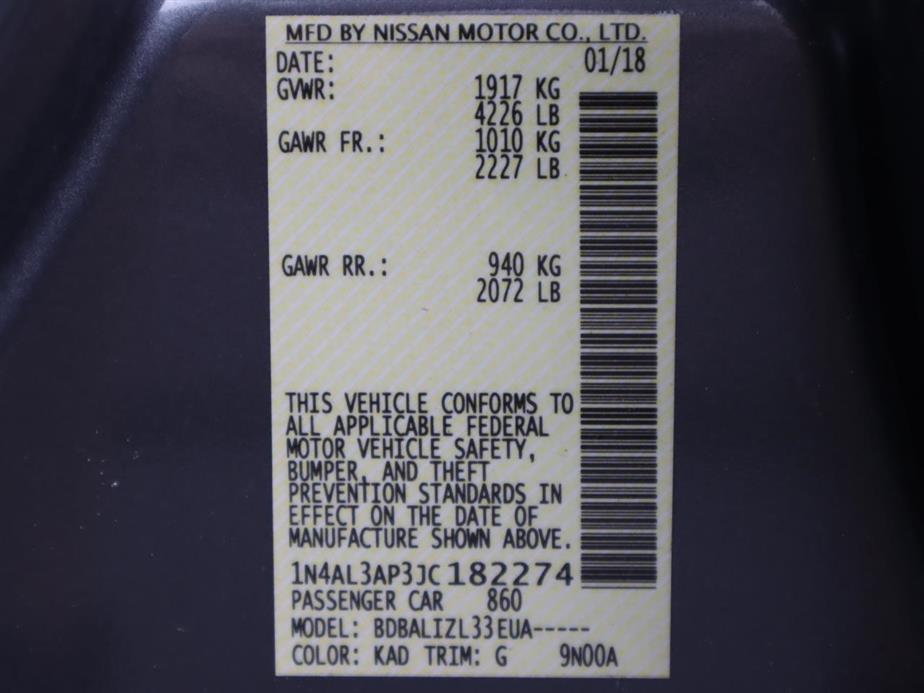 MFD BY NISSAN MOTOR CO., LTD.
DATE: 01/18
GVWR: 1917 KG
4226 LB
GAWR FR.: 1010 KG
2227 LB
GAWR RR.: 940 KG
2072 LB
THIS VEHICLE CONFORMS TO
ALL APPLICABLE FEDERAL
MOTOR VEHICLE SAFETY,
BUMPER, AND THEFT
PREVENTION STANDARDS IN
EFFECT ON THE DATE OF
MANUFACTURE SHOWN ABOVE.
1N4AL3AP3JC182274
PASSENGER CAR 860
MODEL: BDBALIZL33EUA-----
COLOR: KAD TRIM: G 9N00A